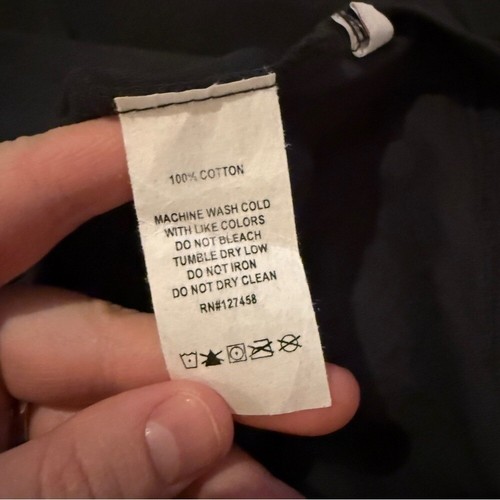 100% COTTON
MACHINE WASH COLD
WITH LIKE COLORS
DO NOT BLEACH
TUMBLE DRY LOW
DO NOT IRON
DO NOT DRY CLEAN
RN#127458